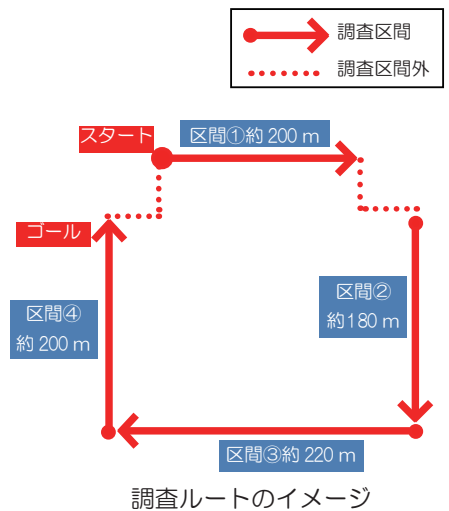 調査区間
調査区間外
スタート
区間①約 200 m
ゴール
区間②
約180 m
区間④
約 200 m
区間③約 220 m
調査ルートのイメージ